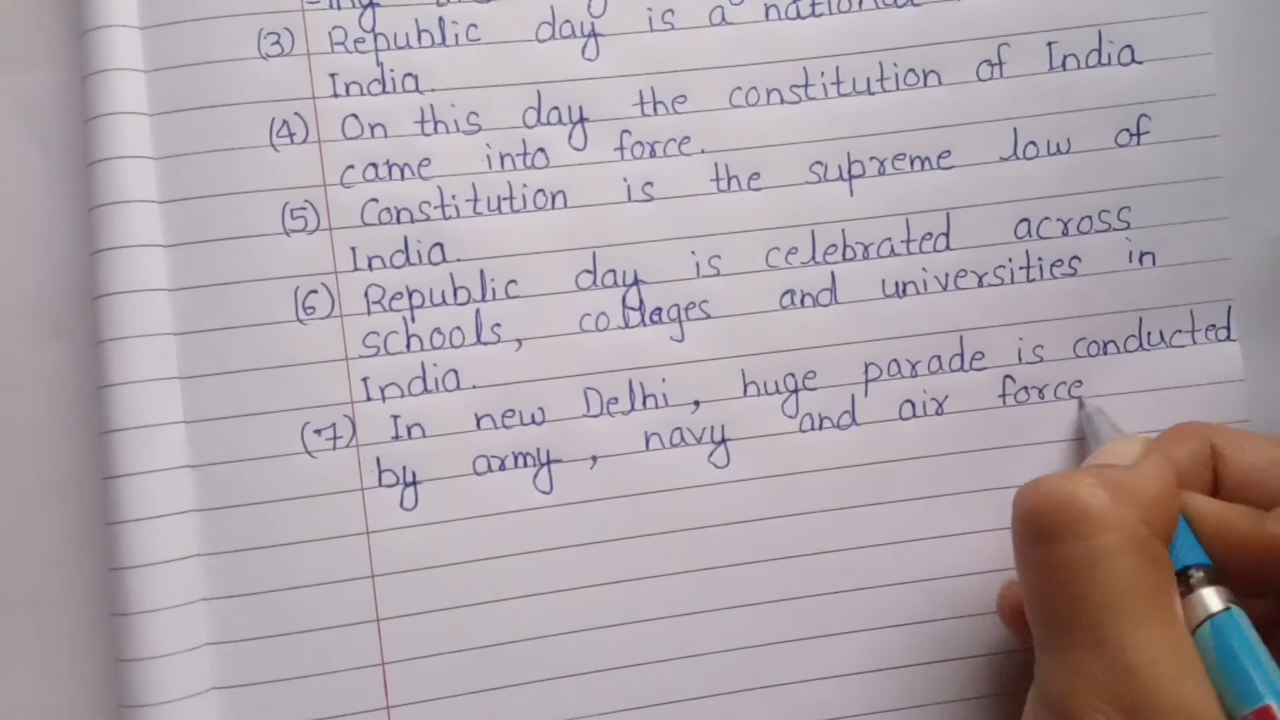 (3) Republic day is a national
India.
(4) On this day the constitution of India
came into force.
(5) Constitution is the supreme law of
India.
(6) Republic day is celebrated across
schools, collages and universities in
India.
(7) In new Delhi, huge parade is conducted
by army, navy and air force